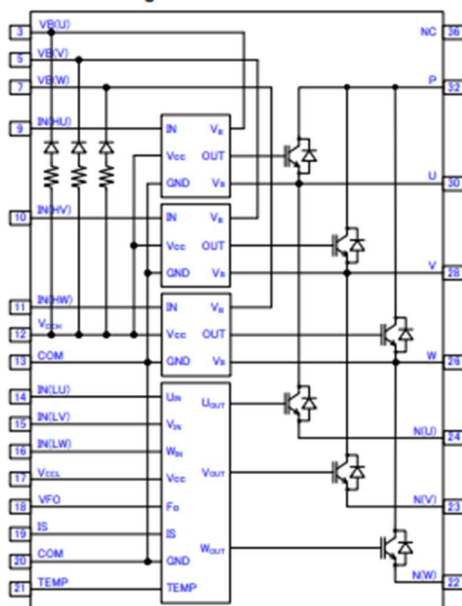 3 VB(U) NC 36
5 VB(V) P 32
7 VB(W)
9 IN(HU) IN VB
VCC OUT
GND VS U 30
10 IN(HV) IN VB
VCC OUT
GND VS V 28
11 IN(HW) IN VB
12 VCCH VCC OUT
13 COM GND VS W 26
14 IN(LU) UIN UOUT
15 IN(LV) VIN
16 IN(LW) WIN N(U) 24
17 VCCL VCC VOUT
18 VFO Fo N(V) 23
19 IS IS
20 COM GND WOUT
21 TEMP TEMP N(W) 22